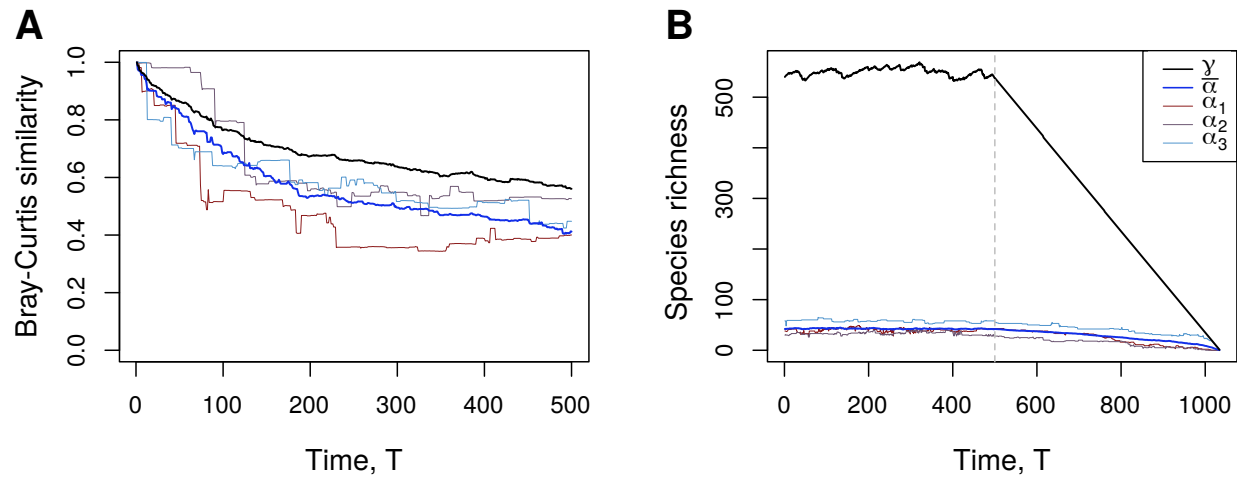 A
Bray-Curtis similarity
1.0
0.8
0.6
0.4
0.2
0.0
0 100 200 300 400 500
Time, T
B
Species richness
500
300
100
0
0 200 400 600 800 1000
Time, T
γ
α̅
α₁
α₂
α₃